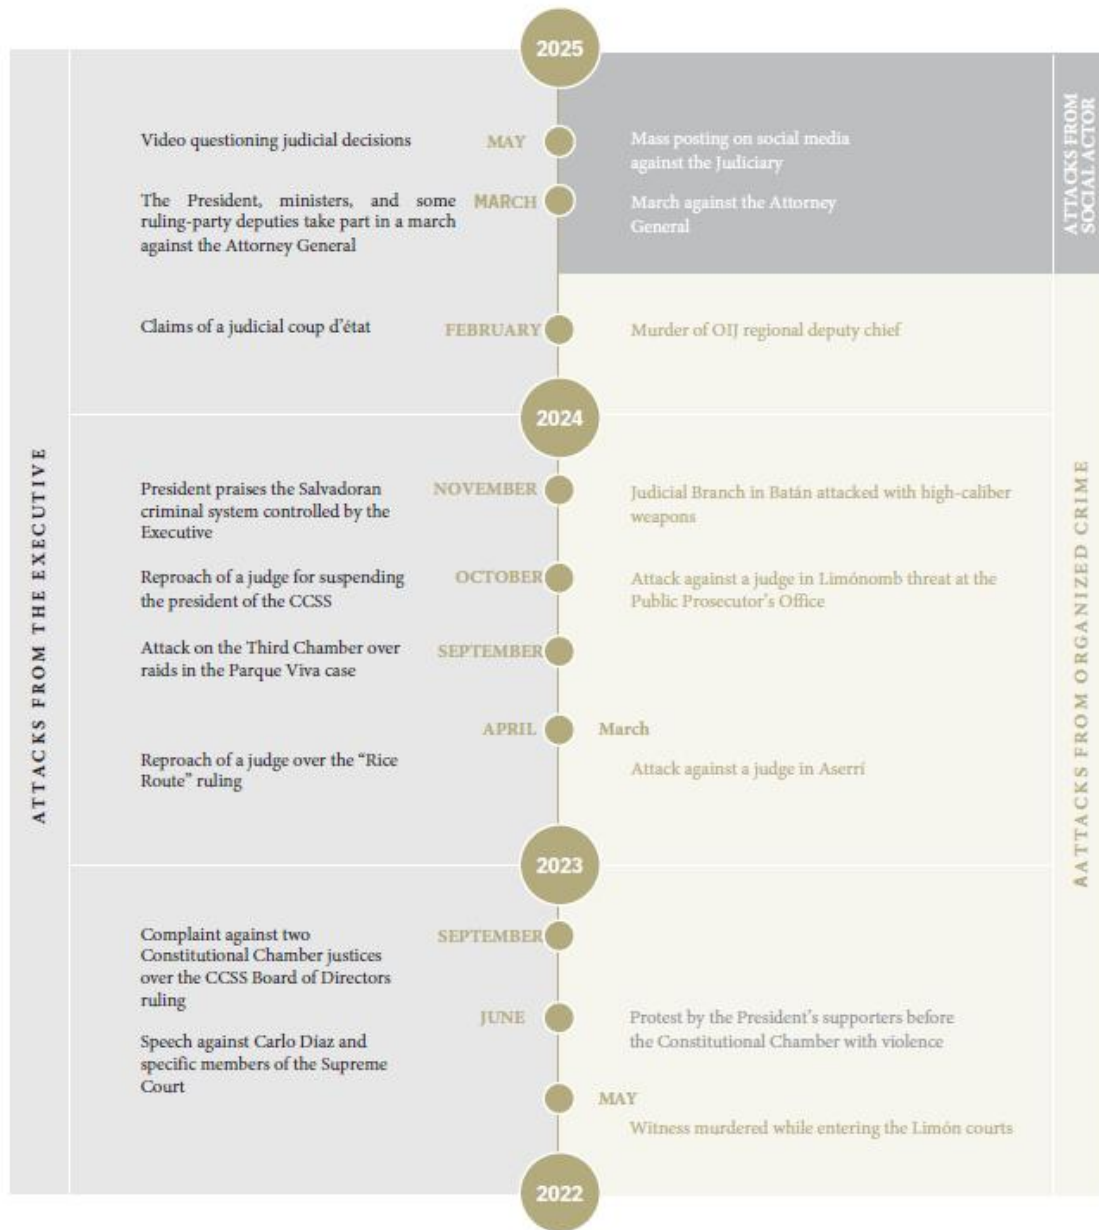 2025
ATTACKS FROM THE EXECUTIVE
ATTACKS FROM
SOCIAL ACTOR
AATTACKS FROM ORGANIZED CRIME
Video questioning judicial decisions
MAY
Mass posting on social media
against the Judiciary
The President, ministers, and some
ruling-party deputies take part in a march
against the Attorney General
MARCH
March against the Attorney
General
Claims of a judicial coup d’état
FEBRUARY
Murder of OIJ regional deputy chief
2024
President praises the Salvadoran
criminal system controlled by the
Executive
NOVEMBER
Judicial Branch in Batán attacked with high-caliber
weapons
Reproach of a judge for suspending
the president of the CCSS
OCTOBER
Attack against a judge in Limónomb threat at the
Public Prosecutor’s Office
Attack on the Third Chamber over
raids in the Parque Viva case
SEPTEMBER
APRIL
March
Reproach of a judge over the “Rice
Route” ruling
Attack against a judge in Aserrí
2023
Complaint against two
Constitutional Chamber justices
over the CCSS Board of Directors
ruling
SEPTEMBER
JUNE
Protest by the President’s supporters before
the Constitutional Chamber with violence
Speech against Carlo Díaz and
specific members of the Supreme
Court
MAY
Witness murdered while entering the Limón courts
2022